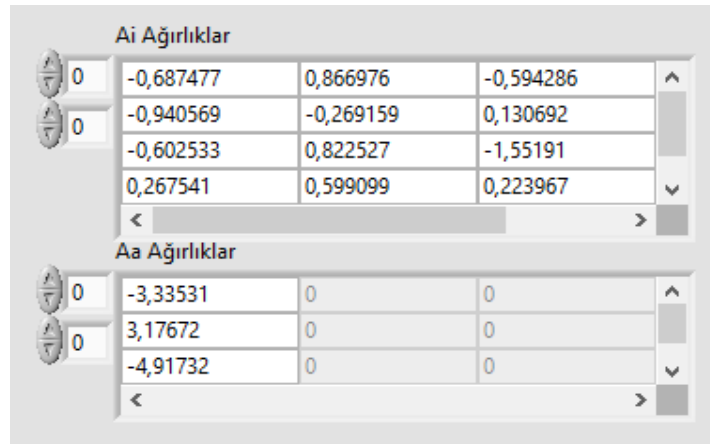 Ai Ağırlıklar
0 -0,687477 0,866976 -0,594286
0 -0,940569 -0,269159 0,130692
-0,602533 0,822527 -1,55191
0,267541 0,599099 0,223967
Aa Ağırlıklar
0 -3,33531 0 0
0 3,17672 0 0
-4,91732 0 0